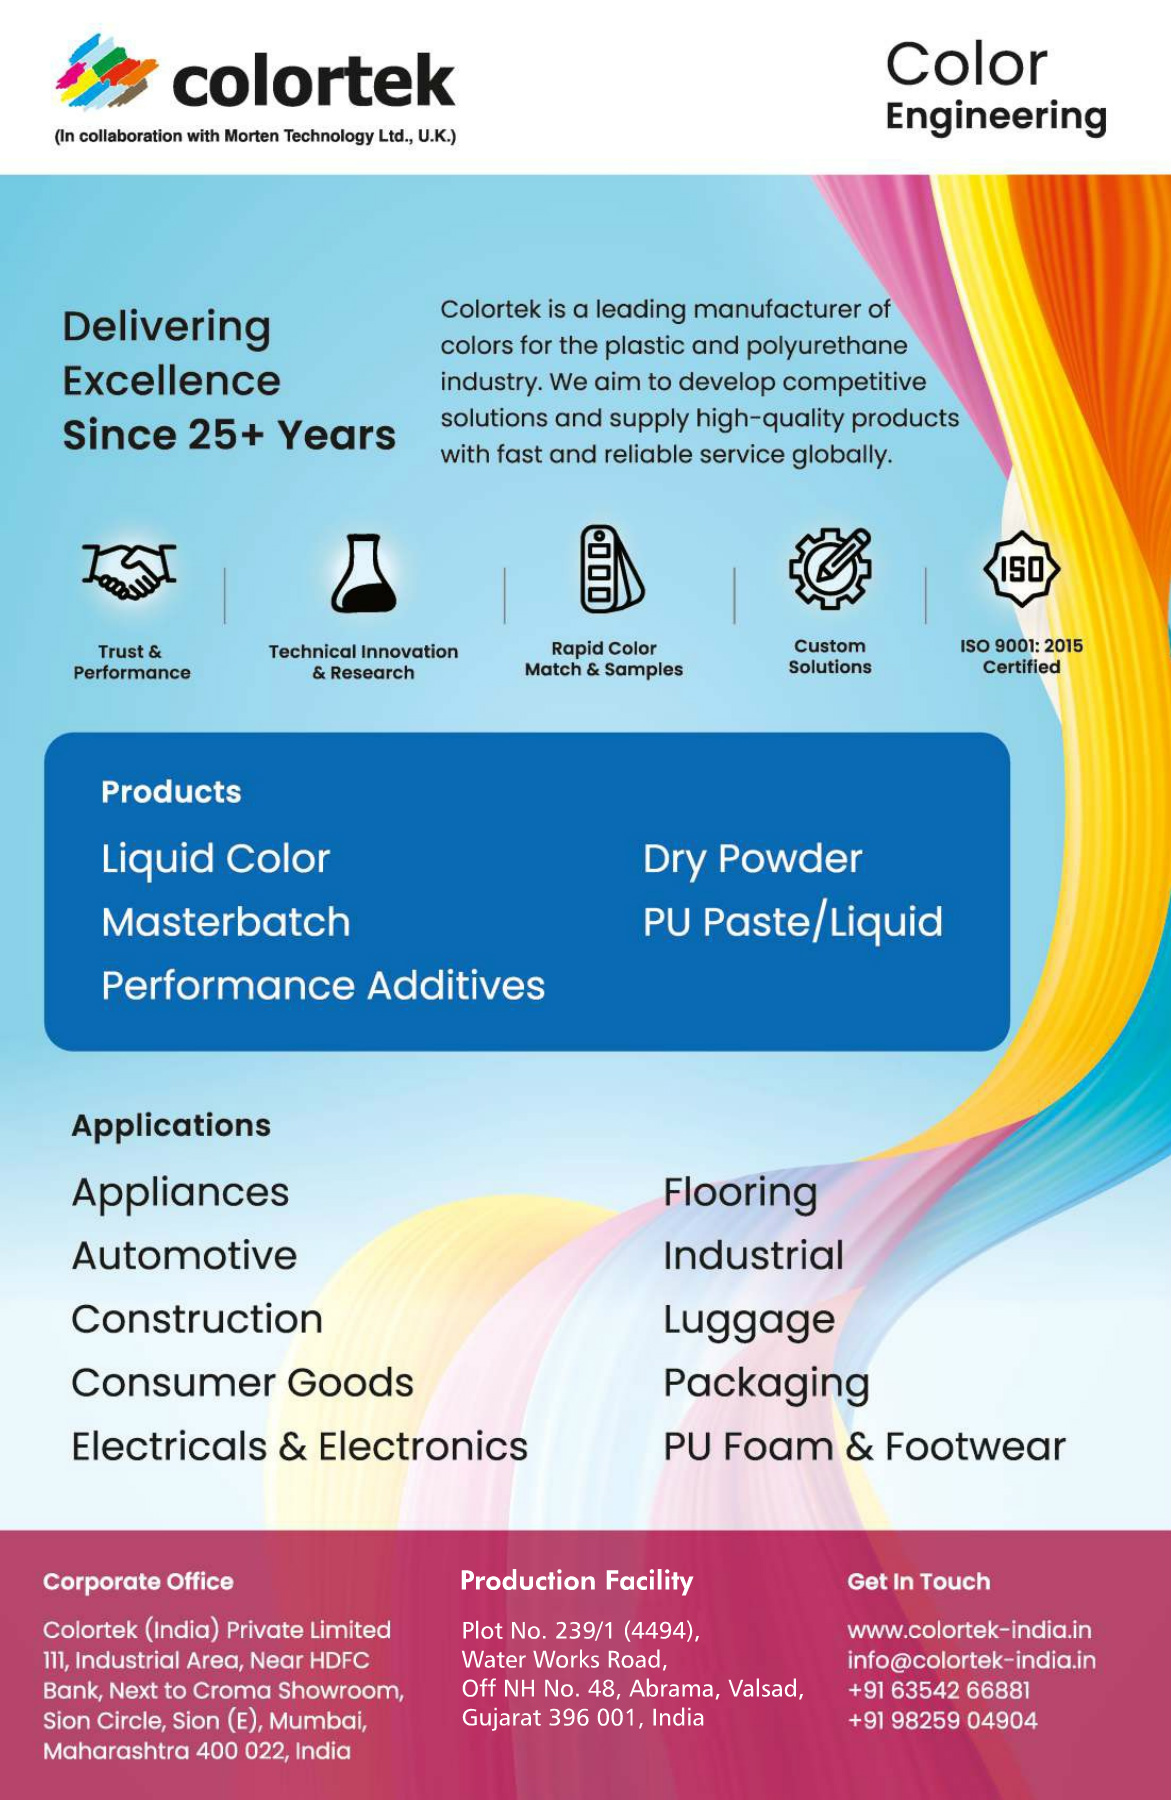 colortek
(In collaboration with Morten Technology Ltd., U.K.)
Color
Engineering
Delivering
Excellence
Since 25+ Years
Colortek is a leading manufacturer of
colors for the plastic and polyurethane
industry. We aim to develop competitive
solutions and supply high-quality products
with fast and reliable service globally.
Trust &
Performance
Technical Innovation
& Research
Rapid Color
Match & Samples
Custom
Solutions
ISO
ISO 9001: 2015
Certified
Products
Liquid Color
Masterbatch
Performance Additives
Dry Powder
PU Paste/Liquid
Applications
Appliances
Automotive
Construction
Consumer Goods
Electricals & Electronics
Flooring
Industrial
Luggage
Packaging
PU Foam & Footwear
Corporate Office
Colortek (India) Private Limited
111, Industrial Area, Near HDFC
Bank, Next to Croma Showroom,
Sion Circle, Sion (E), Mumbai,
Maharashtra 400 022, India
Production Facility
Plot No. 239/1 (4494),
Water Works Road,
Off NH No. 48, Abrama, Valsad,
Gujarat 396 001, India
Get In Touch
www.colortek-india.in
info@colortek-india.in
+91 63542 66881
+91 98259 04904